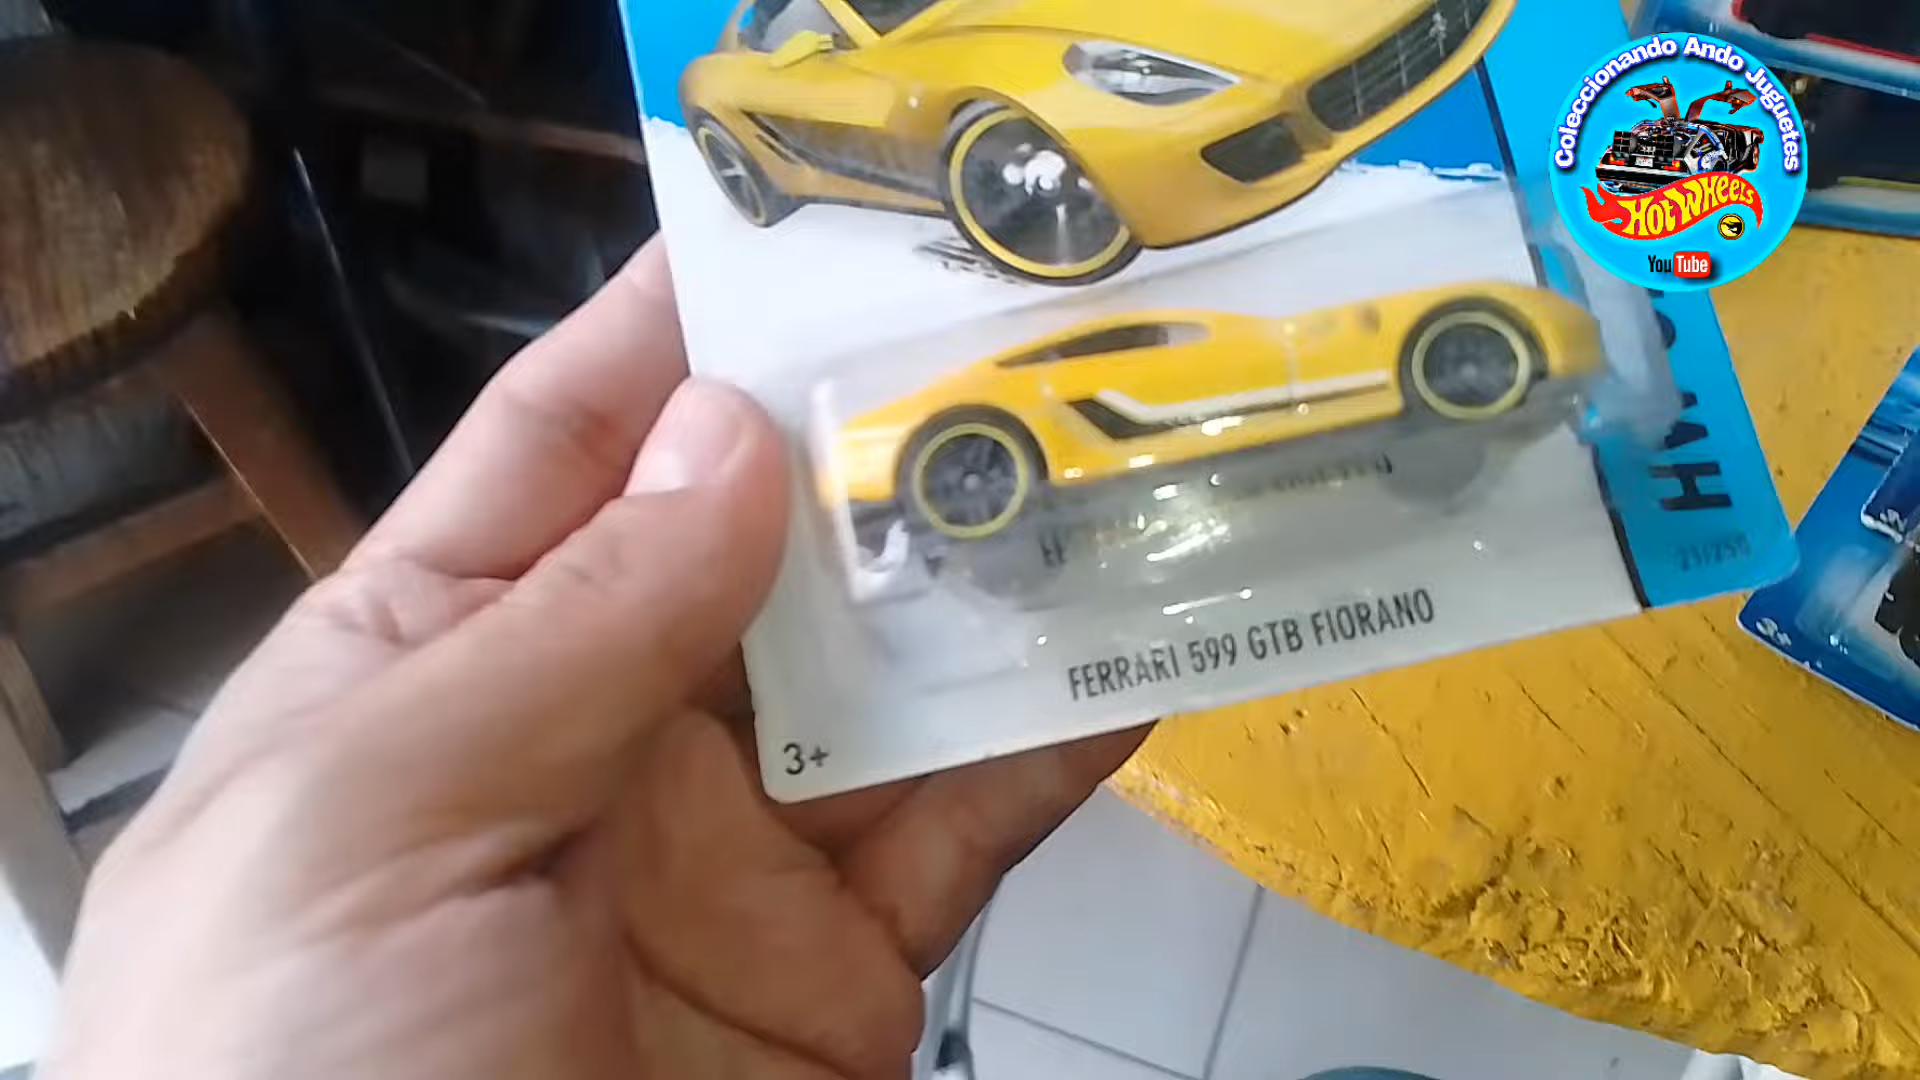 Coleccionando Ando Juguetes
HOT WHEELS
YouTube
FERRARI 599 GTB FIORANO
3+